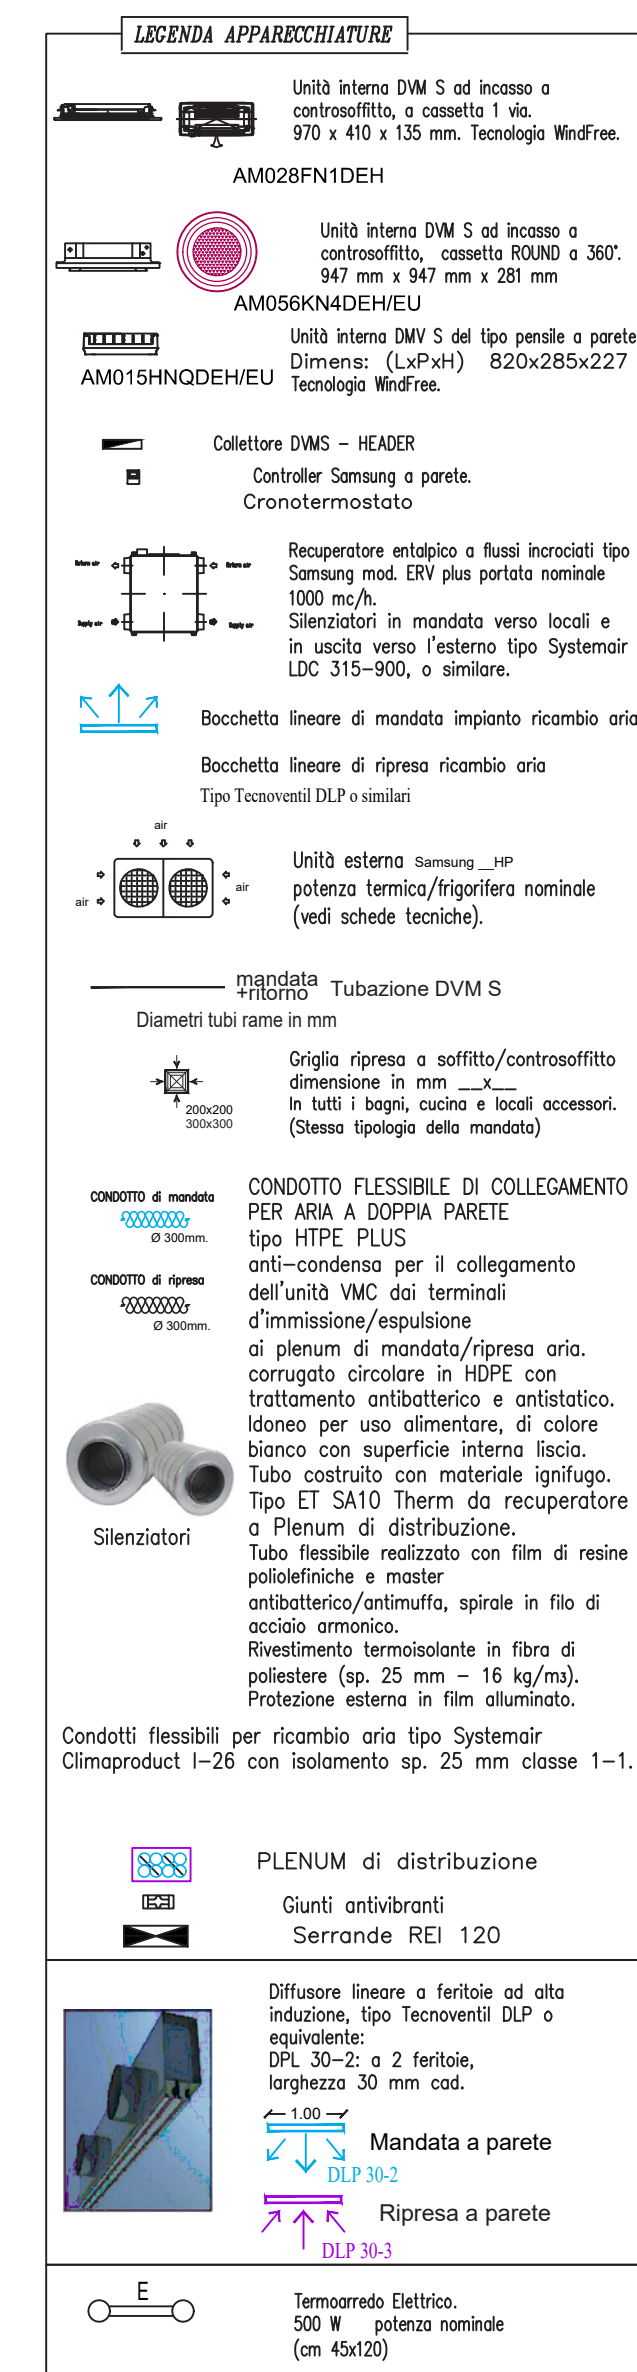 LEGENDA APPARECCHIATURE
Unità interna DVM S ad incasso a
controsoffitto, a cassetta 1 via.
970 x 410 x 135 mm. Tecnologia WindFree.
AM028FN1DEH
Unità interna DVM S ad incasso a
controsoffitto, cassetta ROUND a 360°.
947 mm x 947 mm x 281 mm
AM056KN4DEH/EU
Unità interna DMV S del tipo pensile a parete
Dimens: (LxPxH) 820x285x227
Tecnologia WindFree.
AM015HNQDEH/EU
Collettore DVMS – HEADER
Controller Samsung a parete.
Cronotermostato
Return air
Return air
Supply air
Supply air
Recuperatore entalpico a flussi incrociati tipo
Samsung mod. ERV plus portata nominale
1000 mc/h.
Silenziatori in mandata verso locali e
in uscita verso l'esterno tipo Systemair
LDC 315–900, o similare.
Bocchetta lineare di mandata impianto ricambio aria
Bocchetta lineare di ripresa ricambio aria
Tipo Tecnoventil DLP o similari
air
air
air
Unità esterna Samsung __HP
potenza termica/frigorifera nominale
(vedi schede tecniche).
mandata
+ritorno
Tubazione DVM S
Diametri tubi rame in mm
200x200
300x300
Griglia ripresa a soffitto/controsoffitto
dimensione in mm __x__
In tutti i bagni, cucina e locali accessori.
(Stessa tipologia della mandata)
CONDOTTO di mandata
Ø 300mm.
CONDOTTO di ripresa
Ø 300mm.
Silenziatori
CONDOTTO FLESSIBILE DI COLLEGAMENTO
PER ARIA A DOPPIA PARETE
tipo HTPE PLUS
anti–condensa per il collegamento
dell'unità VMC dai terminali
d'immissione/espulsione
ai plenum di mandata/ripresa aria.
corrugato circolare in HDPE con
trattamento antibatterico e antistatico.
Idoneo per uso alimentare, di colore
bianco con superficie interna liscia.
Tubo costruito con materiale ignifugo.
Tipo ET SA10 Therm da recuperatore
a Plenum di distribuzione.
Tubo flessibile realizzato con film di resine
poliolefiniche e master
antibatterico/antimuffa, spirale in filo di
acciaio armonico.
Rivestimento termoisolante in fibra di
poliestere (sp. 25 mm – 16 kg/m3).
Protezione esterna in film alluminato.
Condotti flessibili per ricambio aria tipo Systemair
Climaproduct I–26 con isolamento sp. 25 mm classe 1–1.
PLENUM di distribuzione
Giunti antivibranti
Serrande REI 120
Diffusore lineare a feritoie ad alta
induzione, tipo Tecnoventil DLP o
equivalente:
DPL 30–2: a 2 feritoie,
larghezza 30 mm cad.
1.00
Mandata a parete
DLP 30-2
Ripresa a parete
DLP 30-3
E
Termoarredo Elettrico.
500 W potenza nominale
(cm 45x120)